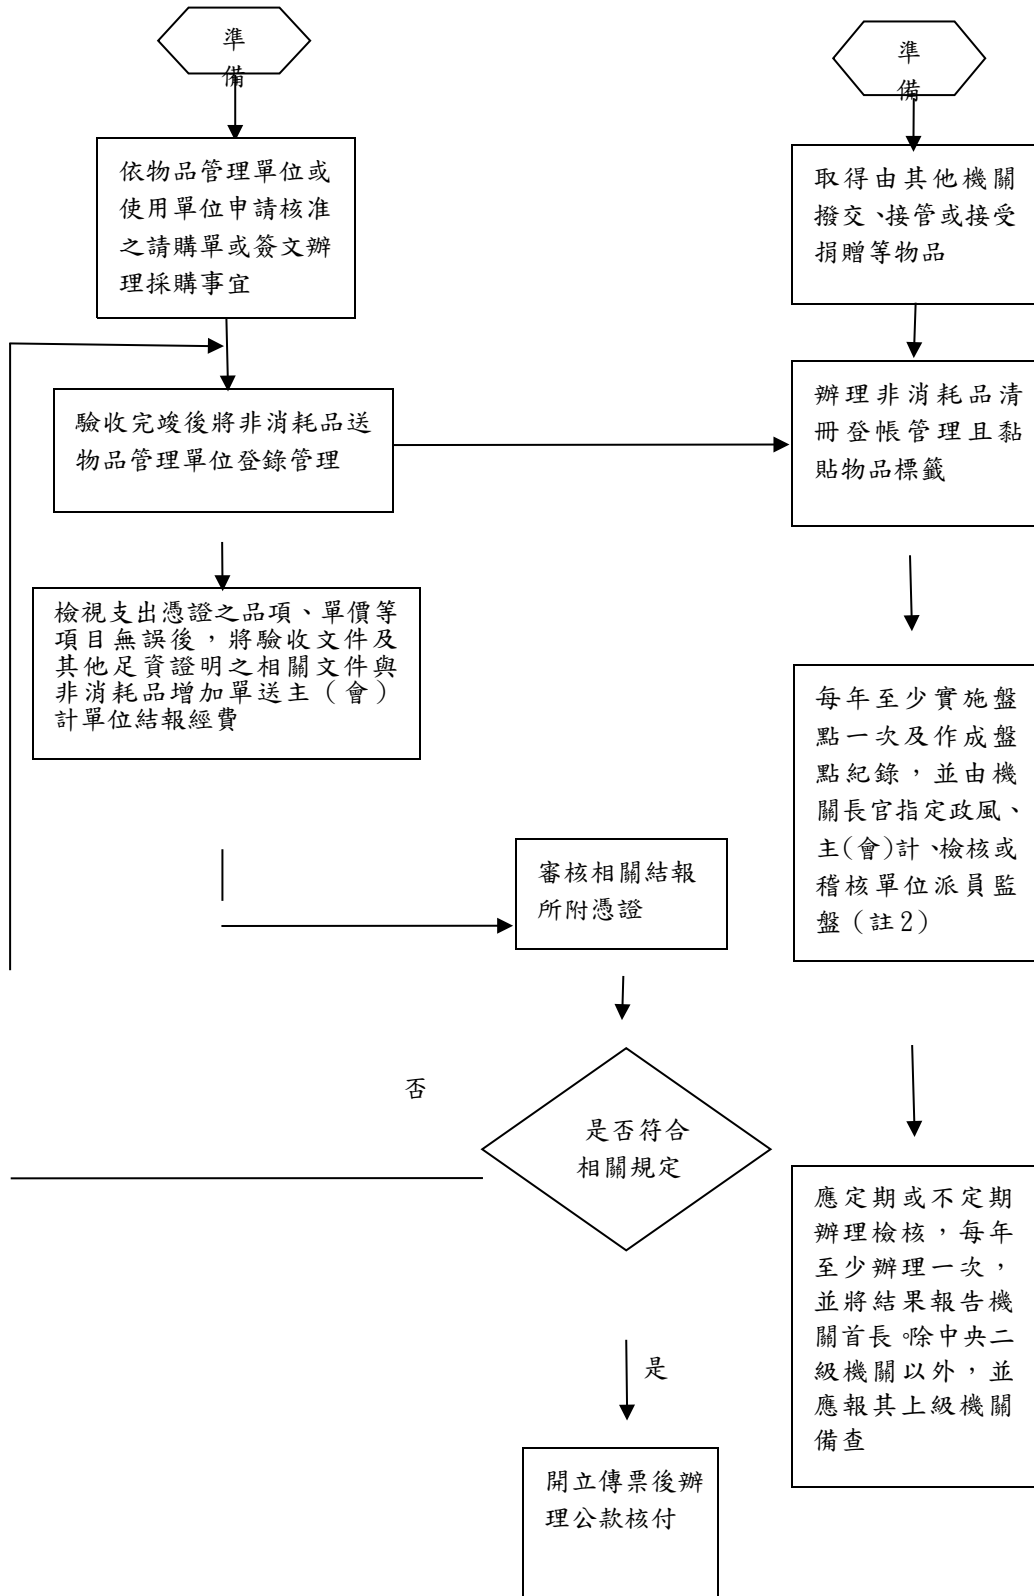 準
備
依物品管理單位或
使用單位申請核准
之請購單或簽文辦
理採購事宜
驗收完竣後將非消耗品送
物品管理單位登錄管理
檢視支出憑證之品項、單價等
項目無誤後，將驗收文件及
其他足資證明之相關文件與
非消耗品增加單送主（會）
計單位結報經費
審核相關結報
所附憑證
否
是否符合
相關規定
是
開立傳票後辦
理公款核付
準
備
取得由其他機關
撥交、接管或接受
捐贈等物品
辦理非消耗品清
冊登帳管理且黏
貼物品標籤
每年至少實施盤
點一次及作成盤
點紀錄，並由機
關長官指定政風、
主(會)計、檢核或
稽核單位派員監
盤（註2）
應定期或不定期
辦理檢核，每年
至少辦理一次，
並將結果報告機
關首長。除中央二
級機關以外，並
應報其上級機關
備查